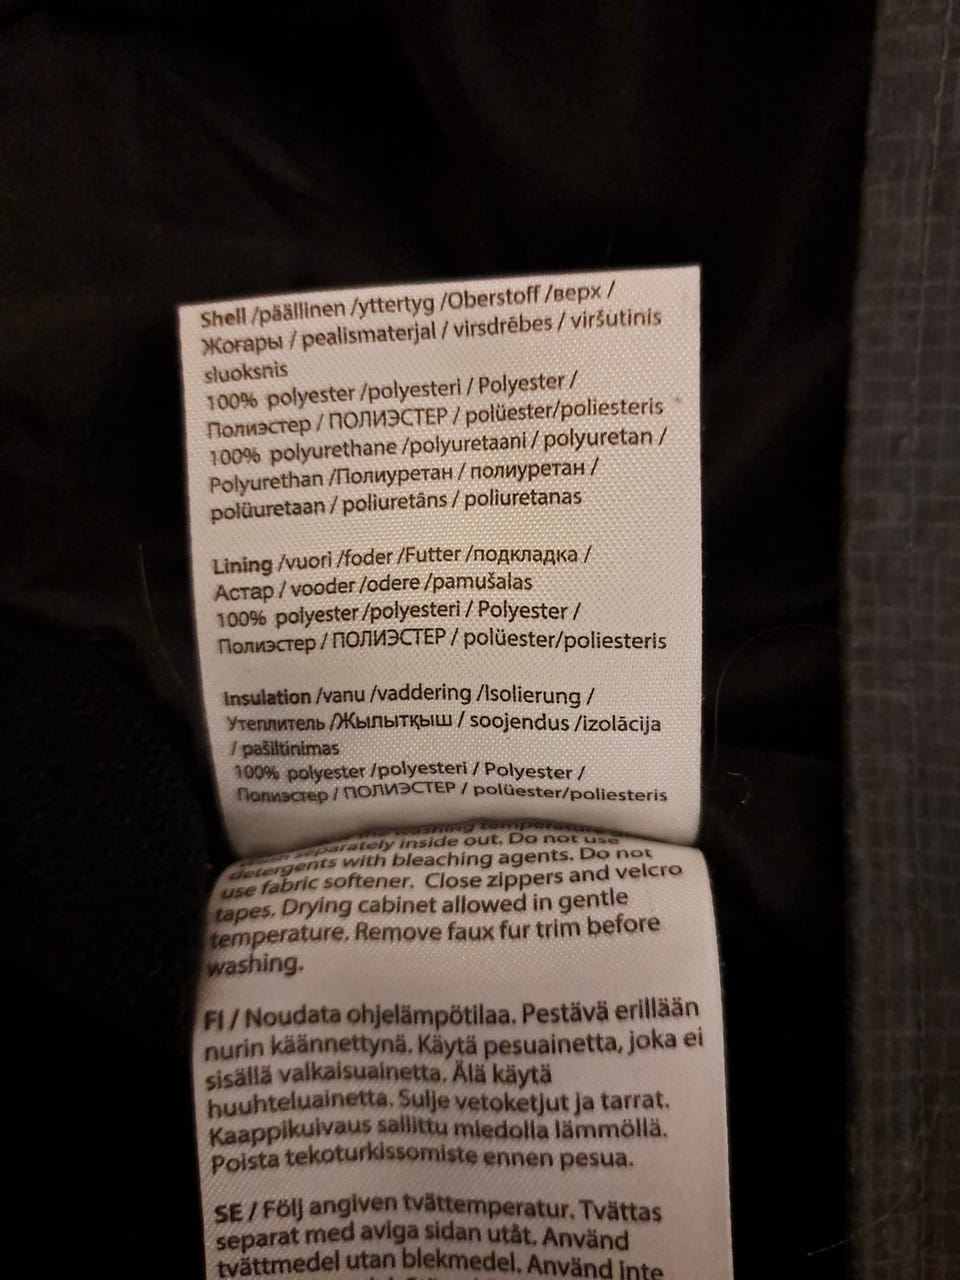 Shell /päällinen /yttertyg /Oberstoff /верх /
Жоғары / pealismaterjal / virsdrēbes / viršutinis
sluoksnis
100% polyester /polyesteri / Polyester /
Полиэстер / ПОЛИЭСТЕР / polüester/poliesteris
100% polyurethane /polyuretaani / polyuretan /
Polyurethan /Полиуретан / полиуретан /
polüuretaan / poliuretāns / poliuretanas
Lining /vuori /foder /Futter /подкладка /
Астар / vooder /odere /pamušalas
100% polyester /polyesteri / Polyester /
Полиэстер / ПОЛИЭСТЕР / polüester/poliesteris
Insulation /vanu /vaddering /Isolierung /
Утеплитель /Жылытқыш / soojendus /izolācija
/ pašiltinimas
100% polyester /polyesteri / Polyester /
Полиэстер / ПОЛИЭСТЕР / polüester/poliesteris
the washing
separately inside out. Do not use
detergents with bleaching agents. Do not
use fabric softener. Close zippers and velcro
tapes. Drying cabinet allowed in gentle
temperature. Remove faux fur trim before
washing.
FI / Noudata ohjelämpötilaa. Pestävä erillään
nurin käännettynä. Käytä pesuainetta, joka ei
sisällä valkaisuainetta. Älä käytä
huuhteluainetta. Sulje vetoketjut ja tarrat.
Kaappikuivaus sallittu miedolla lämmöllä.
Poista tekoturkissomiste ennen pesua.
SE / Följ angiven tvättemperatur. Tvättas
separat med aviga sidan utåt. Använd
tvättmedel utan blekmedel. Använd inte